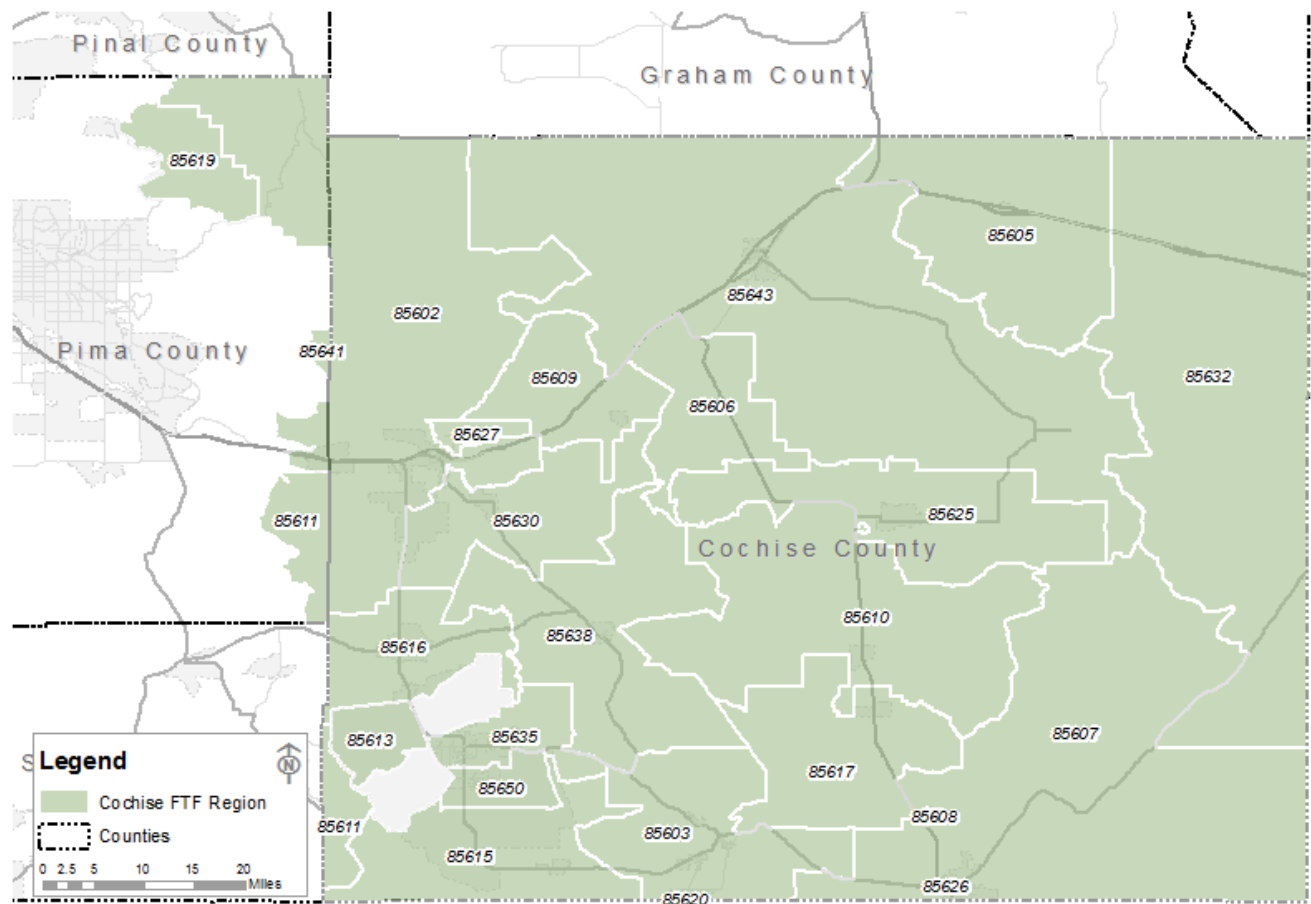 Pinal County
Graham County
85619
85605
85643
85602
Pima County
85641
85632
85609
85606
85627
85625
85611
85630
Cochise County
85610
85638
85616
85607
85613
85635
S
Legend
N
85617
85650
Cochise FTF Region
85608
85611
Counties
85603
85615
0 2.5 5 10 15 20
Miles
85626
85620